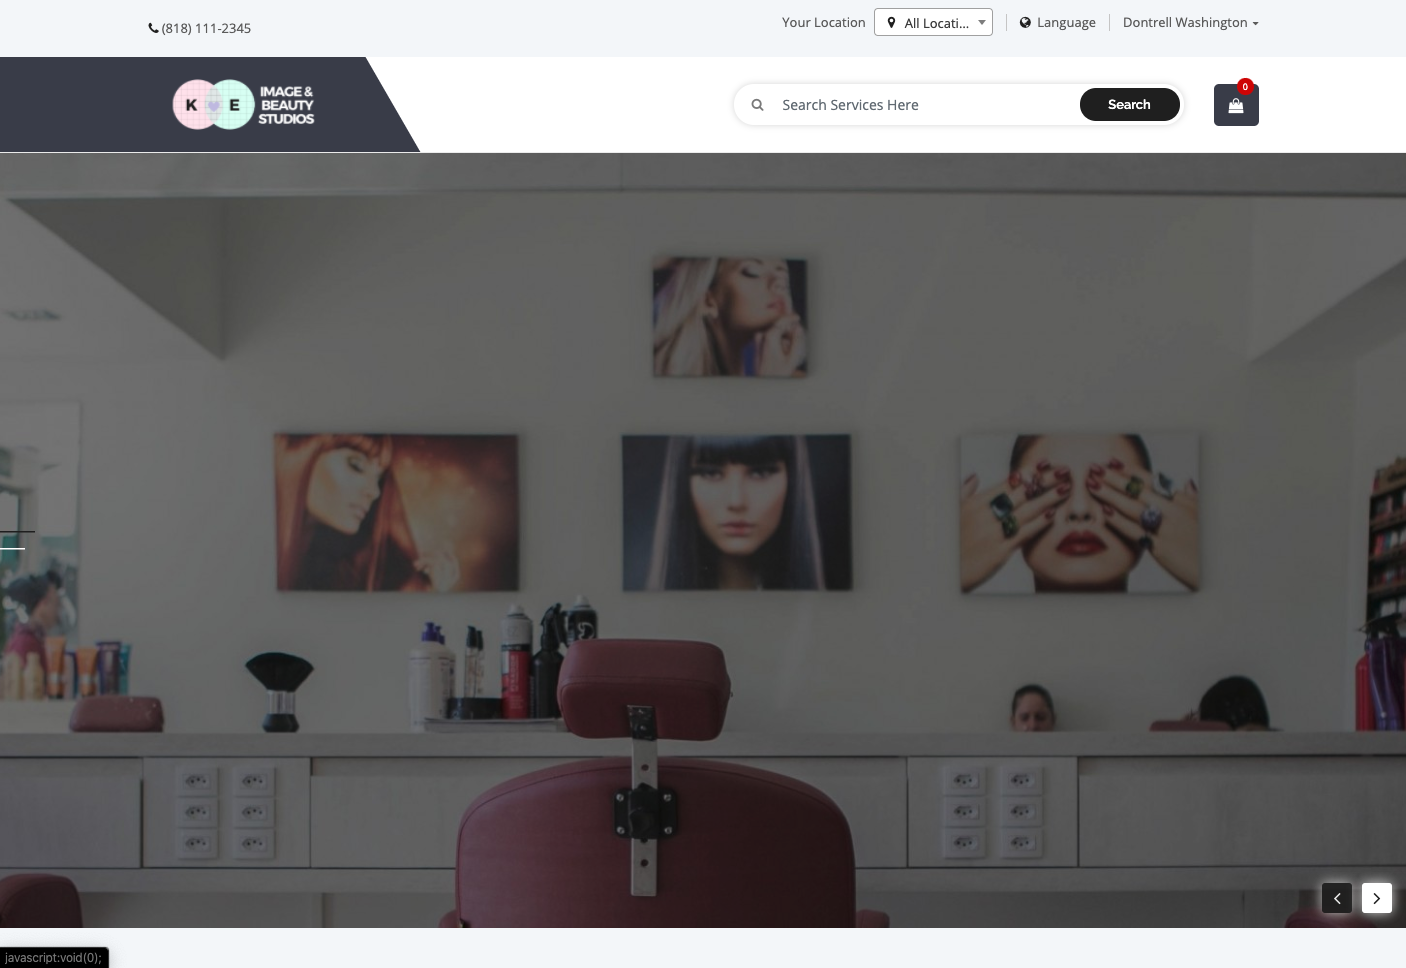 (818) 111-2345
Your Location
All Locati...
Language
Dontrell Washington
K E
IMAGE &
BEAUTY
STUDIOS
Search Services Here
Search
0
javascript:void(0);